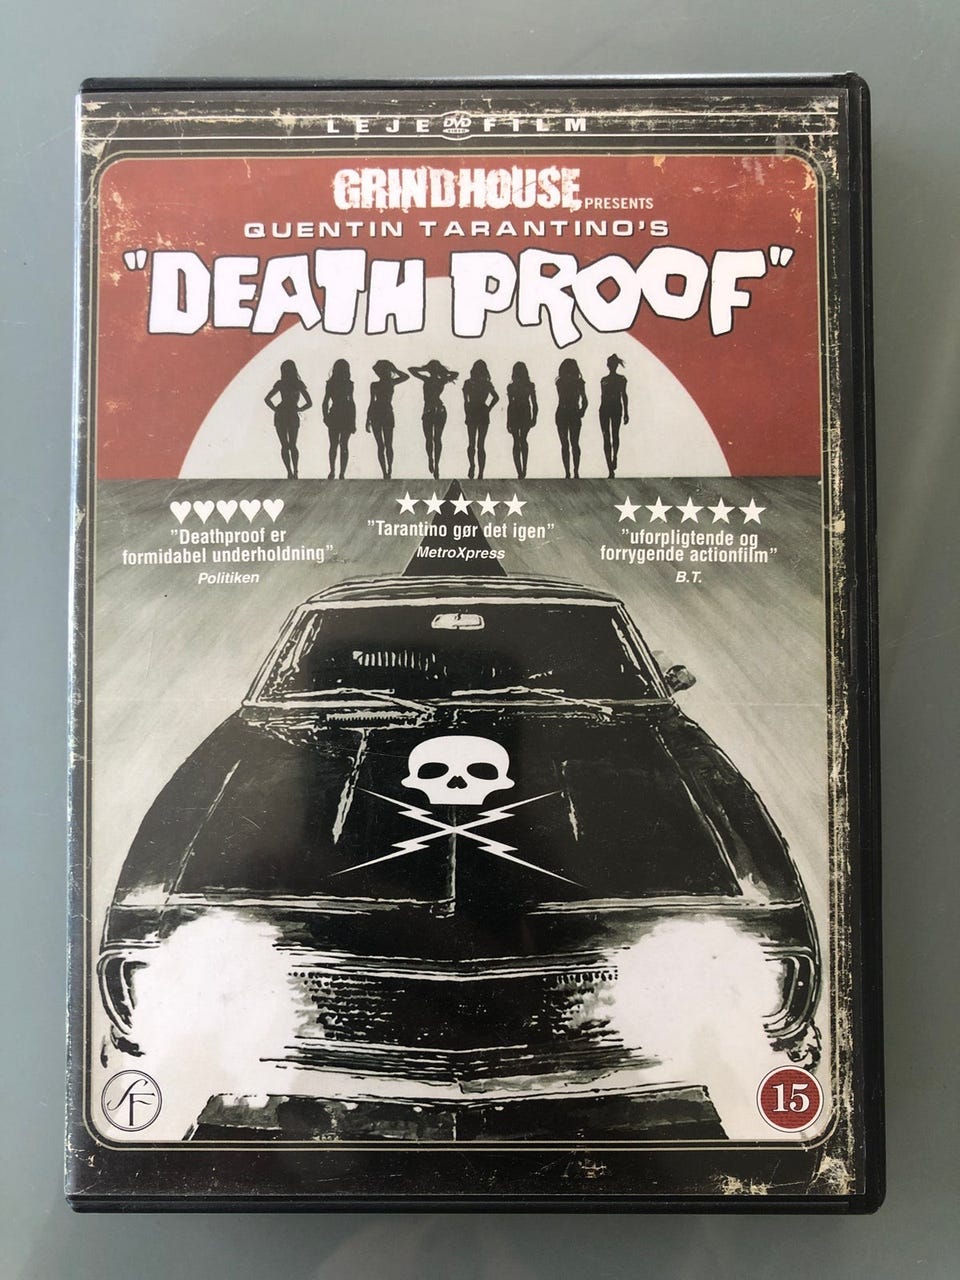 LEJE DVD VIDEO FILM
GRINDHOUSE PRESENTS
QUENTIN TARANTINO'S
"DEATH PROOF"
♥♥♥♥♥
"Deathproof er
formidabel underholdning"
Politiken
★★★★★
"Tarantino gør det igen"
MetroXpress
★★★★★
"uforpligtende og
forrygende actionfilm"
B.T.
SF
15